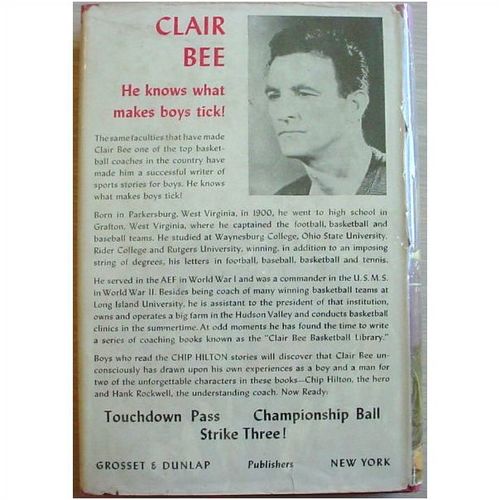 CLAIR
BEE
He knows what
makes boys tick!
The same faculties that have made
Clair Bee one of the top basket-
ball coaches in the country have
made him a successful writer of
sports stories for boys. He knows
what makes boys tick!
Born in Parkersburg, West Virginia, in 1900, he went to high school in
Grafton, West Virginia, where he captained the football, basketball and
baseball teams. He studied at Waynesburg College, Ohio State University,
Rider College and Rutgers University, winning, in addition to an imposing
string of degrees, his letters in football, baseball, basketball and tennis.
He served in the AEF in World War I and was a commander in the U.S.M.S.
in World War II. Besides being coach of many winning basketball teams at
Long Island University, he is assistant to the president of that institution,
owns and operates a big farm in the Hudson Valley and conducts basketball
clinics in the summertime. At odd moments he has found the time to write
a series of coaching books known as the "Clair Bee Basketball Library."
Boys who read the CHIP HILTON stories will discover that Clair Bee un-
consciously has drawn upon his own experiences as a boy and a man for
two of the unforgettable characters in these books—Chip Hilton, the hero
and Hank Rockwell, the understanding coach. Now Ready:
Touchdown Pass Championship Ball
Strike Three!
GROSSET & DUNLAP Publishers NEW YORK